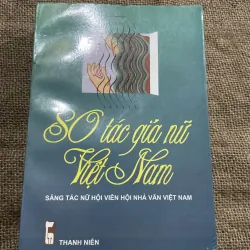 80 tác giả nữ
Việt Nam
SÁNG TÁC NỮ HỘI VIÊN HỘI NHÀ VĂN VIỆT NAM
THANH NIÊN